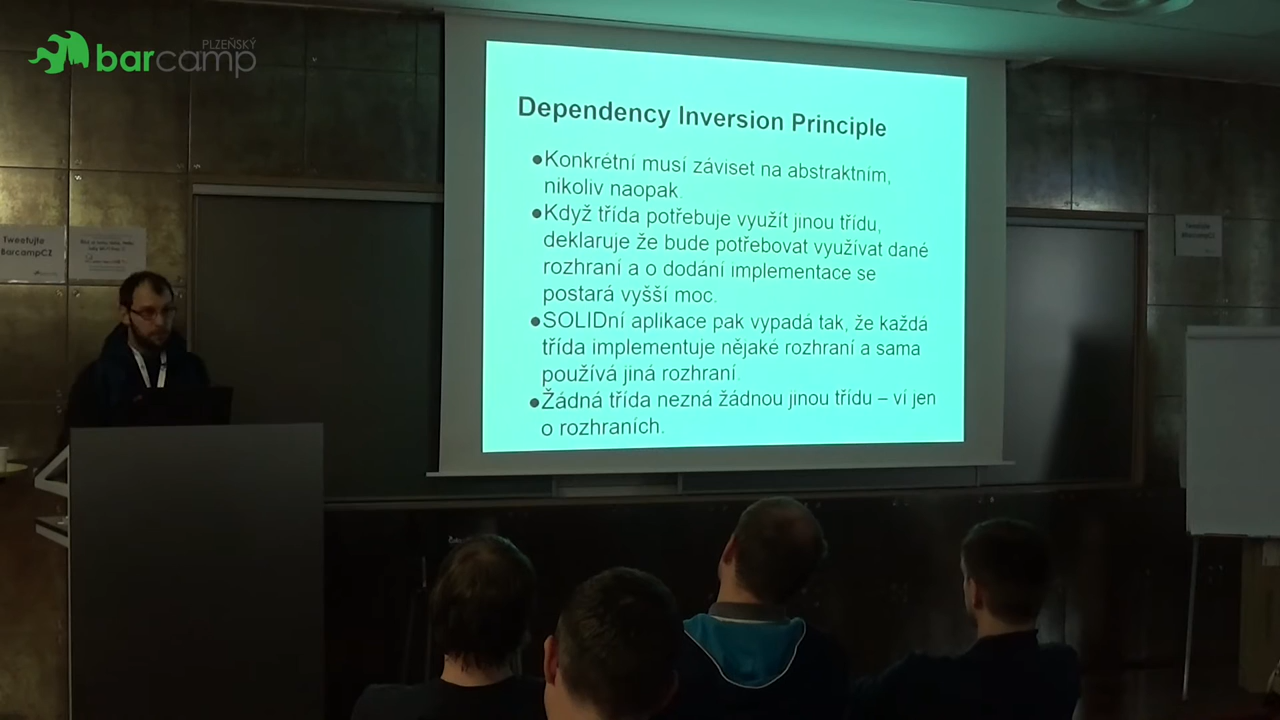 PLZEŇSKÝ
barcamp
Dependency Inversion Principle
●Konkrétní musí záviset na abstraktním,
nikoliv naopak.
●Když třída potřebuje využít jinou třídu,
deklaruje že bude potřebovat využívat dané
rozhraní a o dodání implementace se
postará vyšší moc.
●SOLIDní aplikace pak vypadá tak, že každá
třída implementuje nějaké rozhraní a sama
používá jiná rozhraní.
●Žádná třída nezná žádnou jinou třídu – ví jen
o rozhraních.
Tweetujte
BarcampCZ